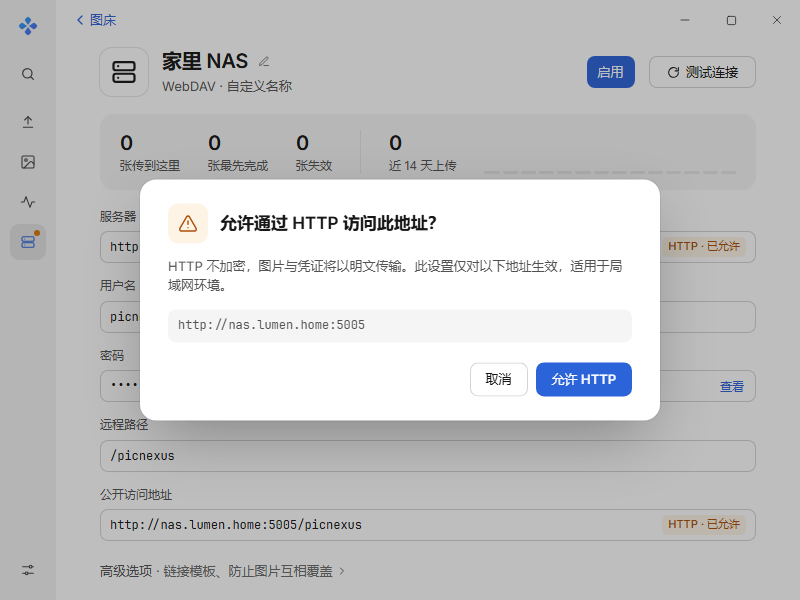 图床
家里 NAS
WebDAV · 自定义名称
启用
测试连接
0
张传到这里
0
张最先完成
0
张失效
0
近 14 天上传
服务器
http
HTTP · 已允许
允许通过 HTTP 访问此地址？
HTTP 不加密，图片与凭证将以明文传输。此设置仅对以下地址生效，适用于局
域网环境。
http://nas.lumen.home:5005
取消
允许 HTTP
用户名
picn
密码
••••
查看
远程路径
/picnexus
公开访问地址
http://nas.lumen.home:5005/picnexus
HTTP · 已允许
高级选项 · 链接模板、防止图片互相覆盖